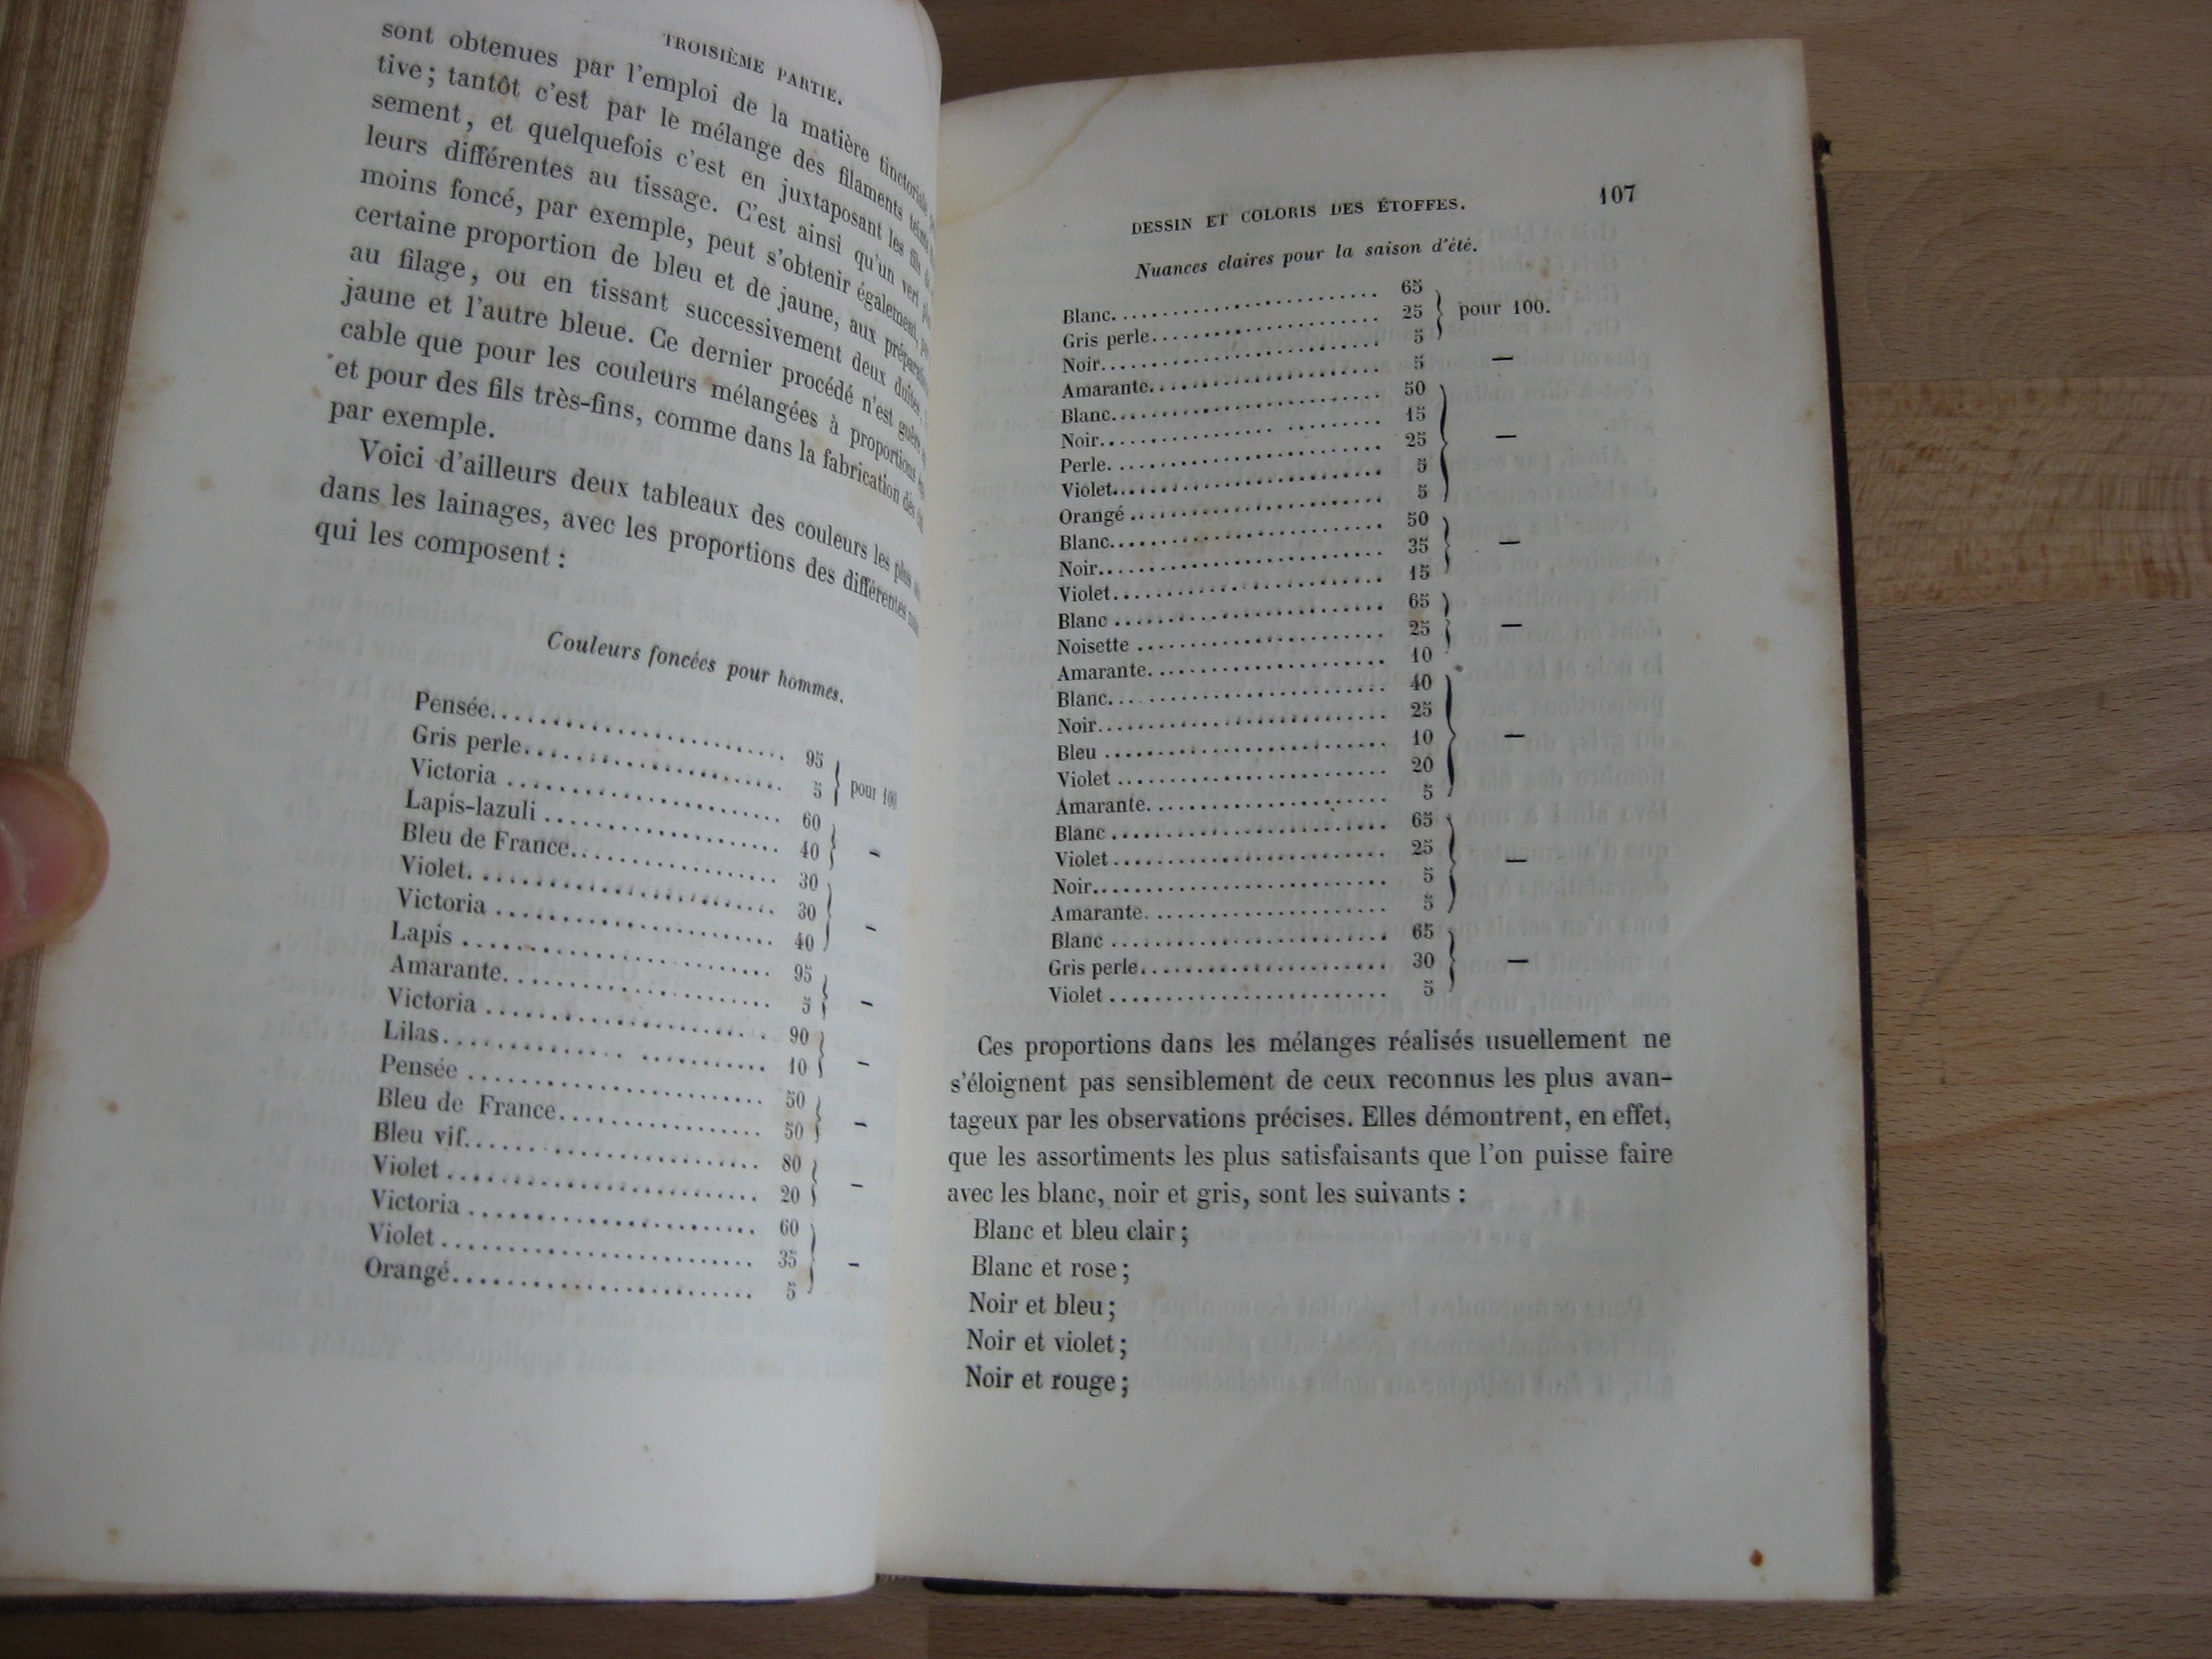 TROISIÈME PARTIE.
sont obtenues par l'emploi de la matière
tive; tantôt c'est par le mélange des filaments
sement, et quelquefois c'est en juxtaposant les fils
leurs différentes au tissage. C'est ainsi qu'un vert
moins foncé, par exemple, peut s'obtenir également,
certaine proportion de bleu et de jaune, aux
au filage, ou en tissant successivement deux duites,
jaune et l'autre bleue. Ce dernier procédé n'est guère
cable que pour les couleurs mélangées à proportions
et pour des fils très-fins, comme dans la fabrication des
par exemple.
Voici d'ailleurs deux tableaux des couleurs les plus
dans les lainages, avec les proportions des différentes
qui les composent :
Couleurs foncées pour hommes.
Pensée.............................. 95
Gris perle........................... 5 } pour 100
Victoria ............................ 60
Lapis-lazuli ........................ 40 } —
Bleu de France....................... 30
Violet.............................. 30
Victoria ............................ 40 } —
Lapis ............................... 95
Amarante............................. 5 } —
Victoria ............................ 90
Lilas............................... 10 } —
Pensée .............................. 50
Bleu de France....................... 50 } —
Bleu vif............................. 80
Violet .............................. 20 } —
Victoria ............................ 60
Violet .............................. 35 } —
Orangé............................... 5
DESSIN ET COLORIS DES ÉTOFFES. 107
Nuances claires pour la saison d'été.
Blanc............................... 65
Gris perle........................... 25 } pour 100.
Noir................................ 5
Amarante............................. 5 —
Blanc............................... 50
Noir................................ 15
Perle............................... 25 } —
Violet.............................. 5
Orangé .............................. 5
Blanc............................... 50
Noir................................ 35 } —
Violet.............................. 15
Blanc ............................... 65
Noisette ............................ 25 } —
Amarante............................. 10
Blanc............................... 40
Noir................................ 25
Bleu ................................ 10 } —
Violet .............................. 20
Amarante............................. 5
Blanc ............................... 65
Violet .............................. 25 } —
Noir................................ 5
Amarante............................. 5
Blanc ............................... 65
Gris perle........................... 30 } —
Violet .............................. 5
Ces proportions dans les mélanges réalisés usuellement ne
s'éloignent pas sensiblement de ceux reconnus les plus avan-
tageux par les observations précises. Elles démontrent, en effet,
que les assortiments les plus satisfaisants que l'on puisse faire
avec les blanc, noir et gris, sont les suivants :
Blanc et bleu clair;
Blanc et rose;
Noir et bleu;
Noir et violet;
Noir et rouge;